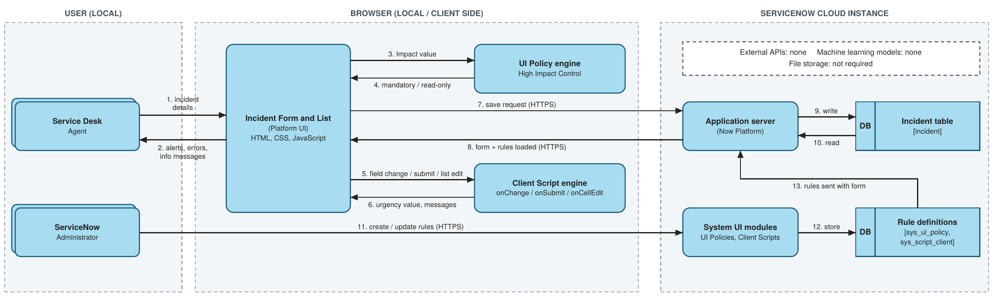 USER (LOCAL)
BROWSER (LOCAL / CLIENT SIDE)
SERVICENOW CLOUD INSTANCE
External APIs: none Machine learning models: none
File storage: not required
3. Impact value
UI Policy engine
High Impact Control
4. mandatory / read-only
1. incident
details
Service Desk
Agent
2. alerts, errors,
info messages
Incident Form and List
(Platform UI)
HTML, CSS, JavaScript
7. save request (HTTPS)
8. form + rules loaded (HTTPS)
Application server
(Now Platform)
9. write
10. read
DB
Incident table
[incident]
5. field change / submit / list edit
Client Script engine
onChange / onSubmit / onCellEdit
6. urgency value, messages
13. rules sent with form
ServiceNow
Administrator
11. create / update rules (HTTPS)
System UI modules
UI Policies, Client Scripts
12. store
DB
Rule definitions
[sys_ui_policy,
sys_script_client]